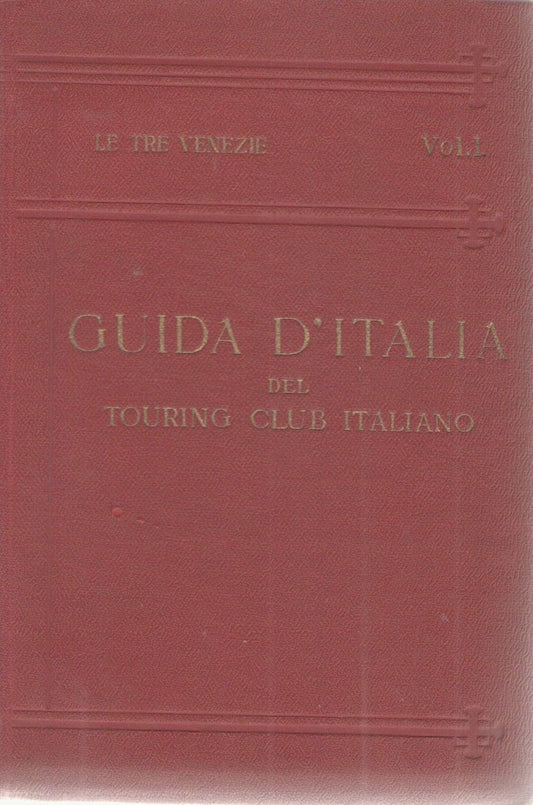 LE TRE VENEZIE Vol. I.
GUIDA D'ITALIA
DEL
TOURING CLUB ITALIANO